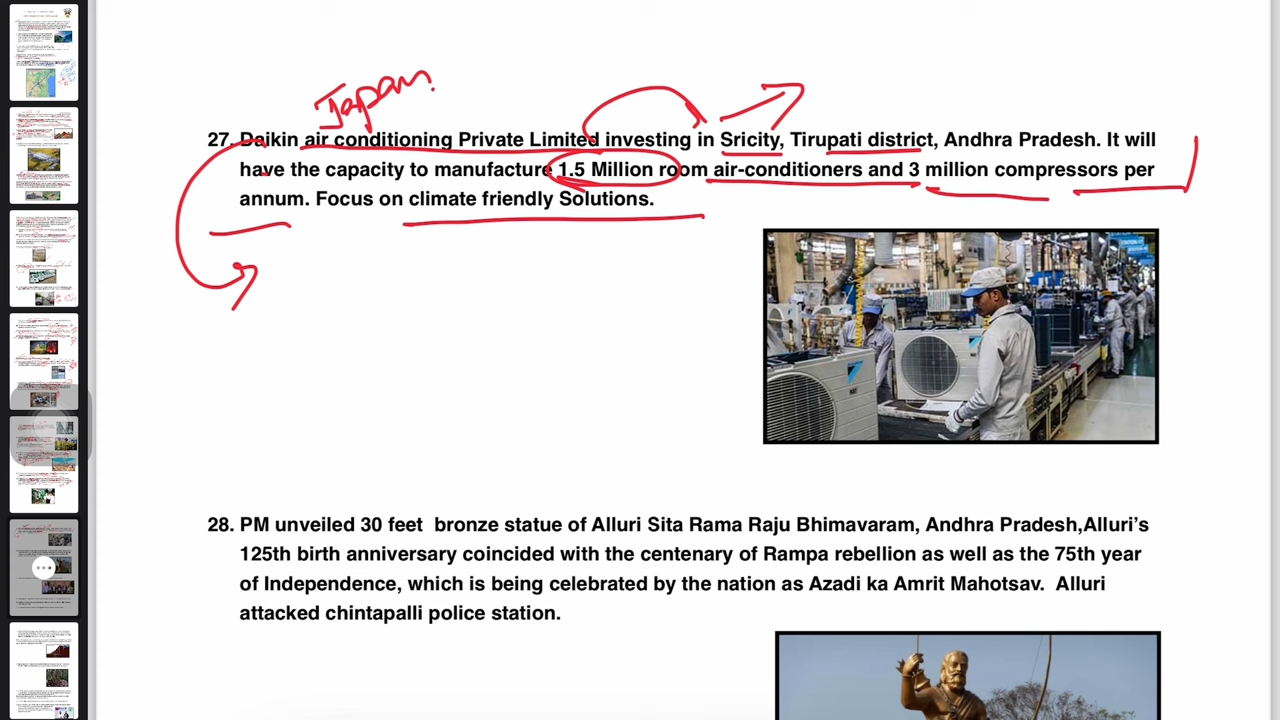 Japan
27. Daikin air conditioning Private Limited investing in Sricity, Tirupati district, Andhra Pradesh. It will
have the capacity to manufacture 1.5 Million room air-conditioners and 3 million compressors per
annum. Focus on climate friendly Solutions.
28. PM unveiled 30 feet bronze statue of Alluri Sita Rama Raju Bhimavaram, Andhra Pradesh,Alluri's
125th birth anniversary coincided with the centenary of Rampa rebellion as well as the 75th year
of Independence, which is being celebrated by the nation as Azadi ka Amrit Mahotsav. Alluri
attacked chintapalli police station.